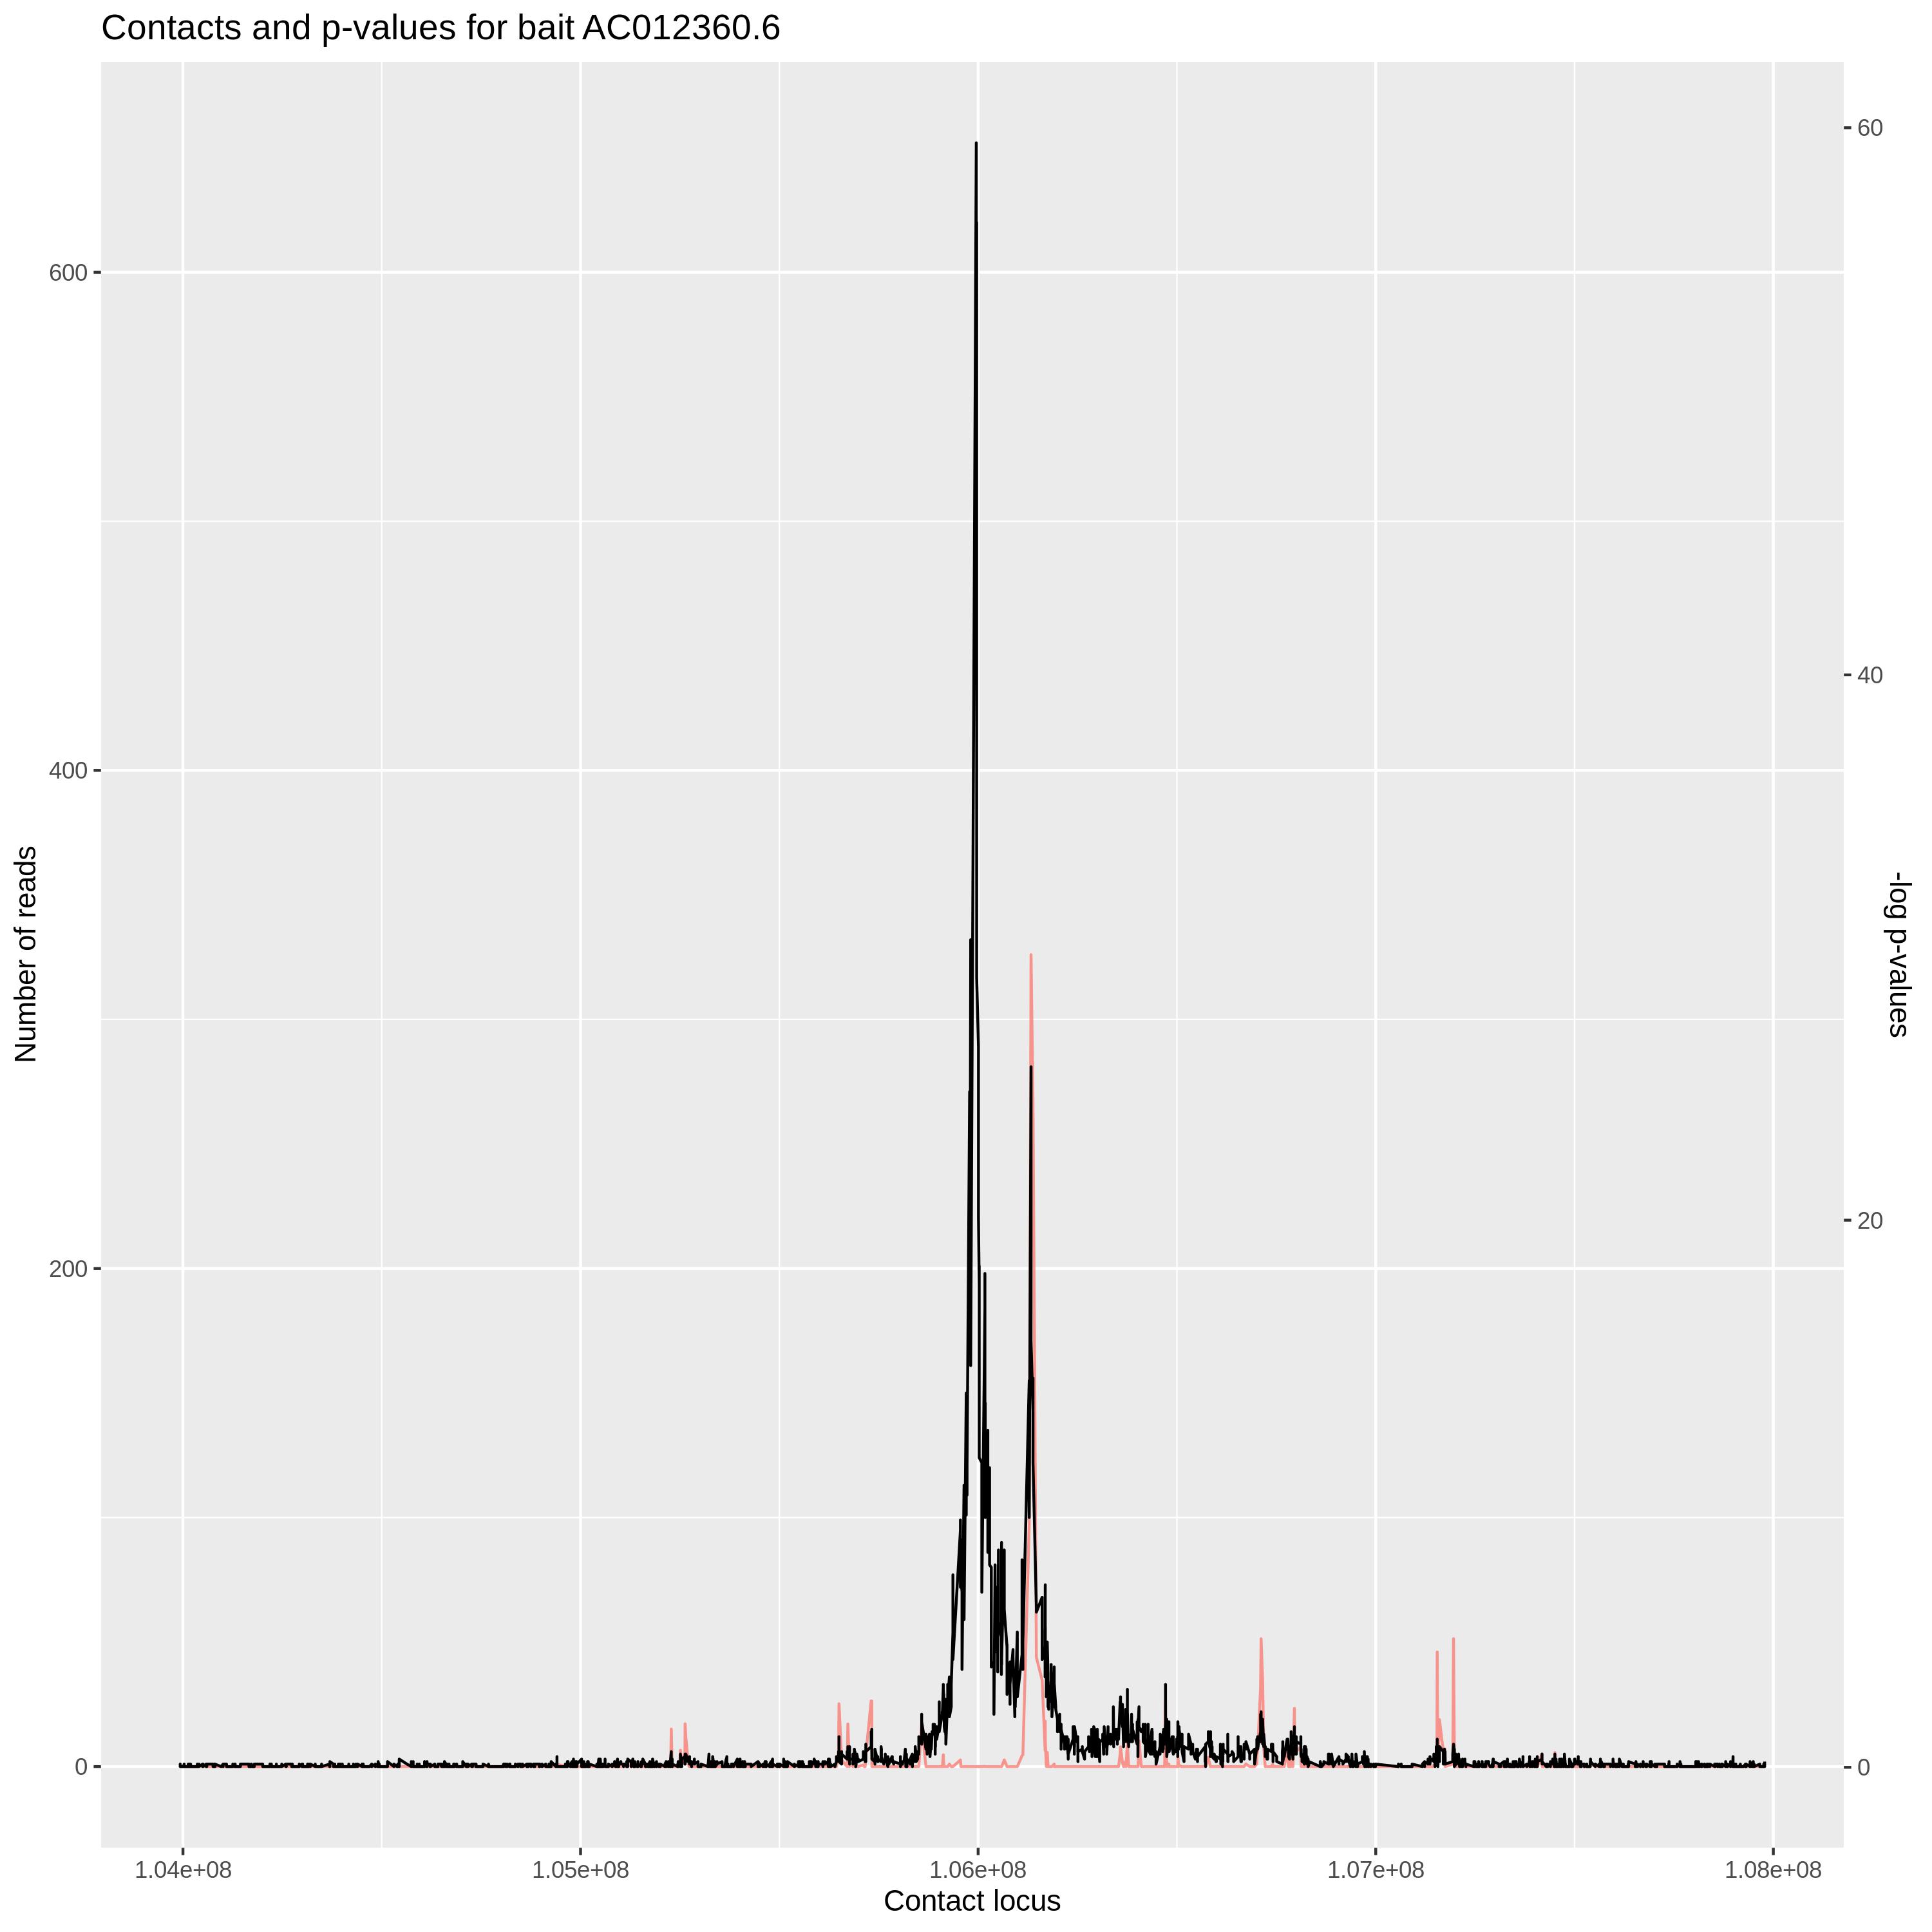 Contacts and p-values for bait AC012360.6
60
600
40
400
Number of reads
-log p-values
20
200
0
0
1.04e+08 1.05e+08 1.06e+08 1.07e+08 1.08e+08
Contact locus